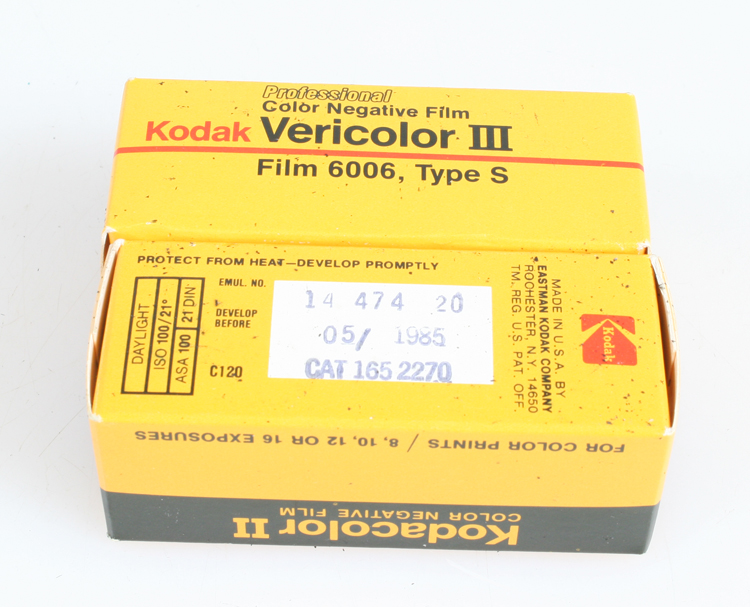 Professional
Color Negative Film
Kodak Vericolor III
Film 6006, Type S
PROTECT FROM HEAT—DEVELOP PROMPTLY
DAYLIGHT
ISO 100/21°
ASA 100 21 DIN
EMUL. NO.
14 474 20
DEVELOP
BEFORE
05/ 1985
C120
CAT 165 2270
MADE IN U.S.A. BY
EASTMAN KODAK COMPANY
ROCHESTER, N.Y. 14650
TM. REG. U.S. PAT. OFF.
Kodak
FOR COLOR PRINTS / 8, 10, 12 OR 16 EXPOSURES
Kodacolor II
COLOR NEGATIVE FILM